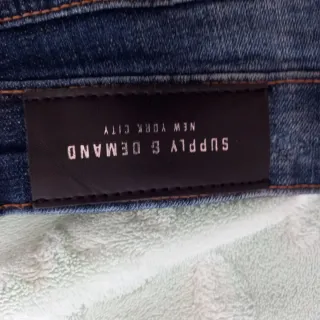 SUPPLY & DEMAND
NEW YORK CITY